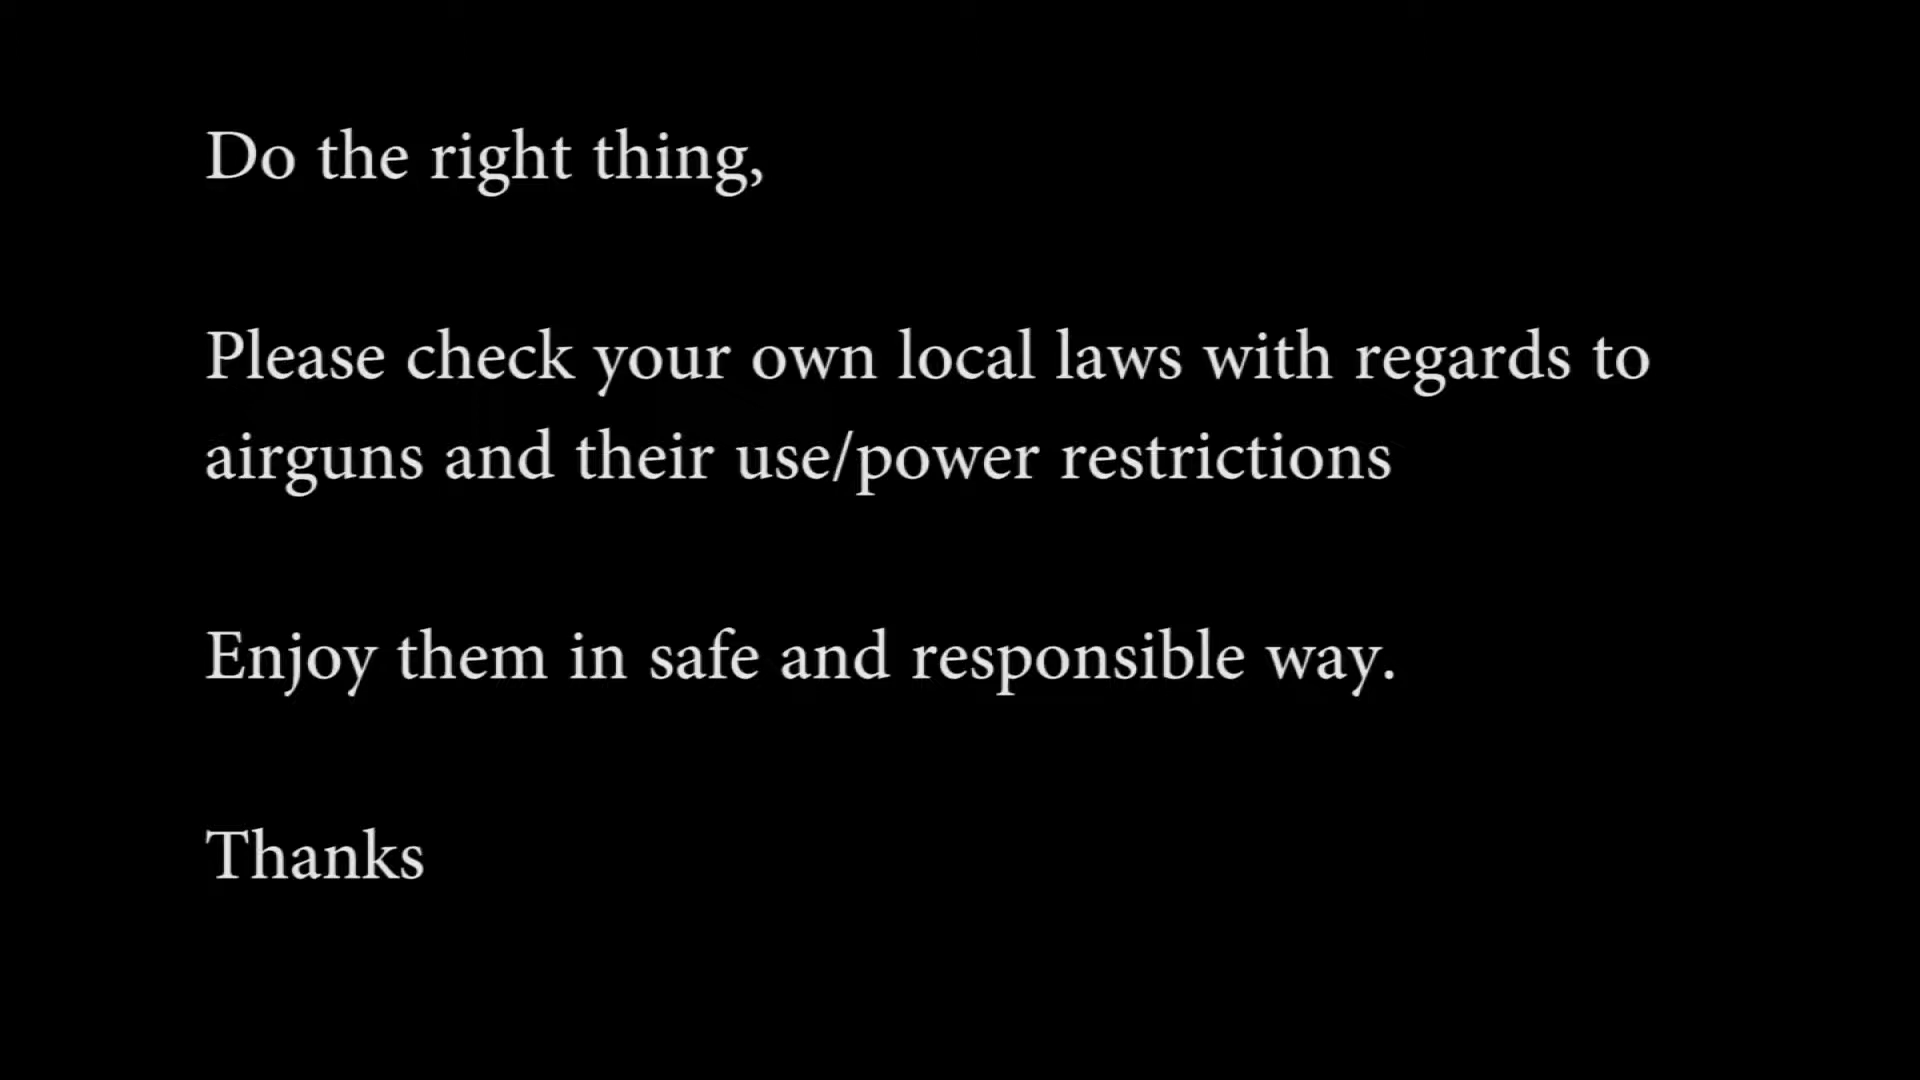 Do the right thing,
Please check your own local laws with regards to
airguns and their use/power restrictions
Enjoy them in safe and responsible way.
Thanks